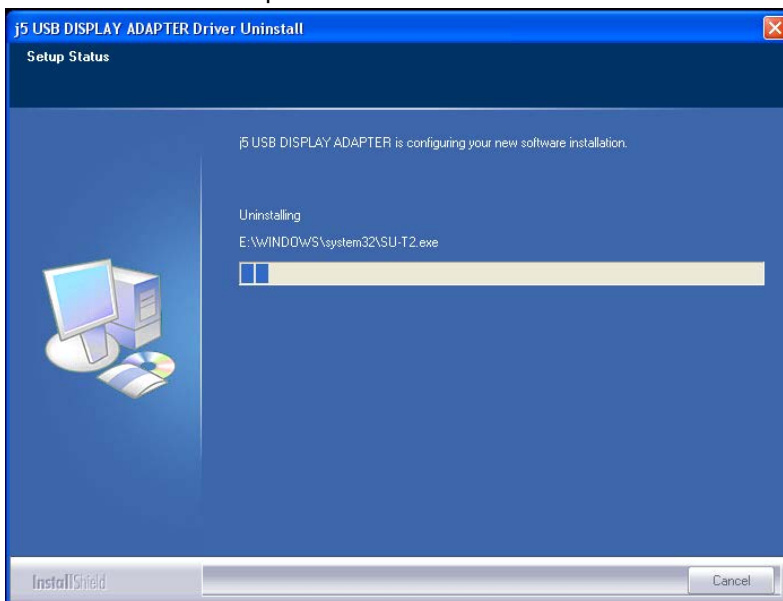 j5 USB DISPLAY ADAPTER Driver Uninstall
Setup Status
j5 USB DISPLAY ADAPTER is configuring your new software installation.
Uninstalling
E:\WINDOWS\system32\SU-T2.exe
InstallShield
Cancel